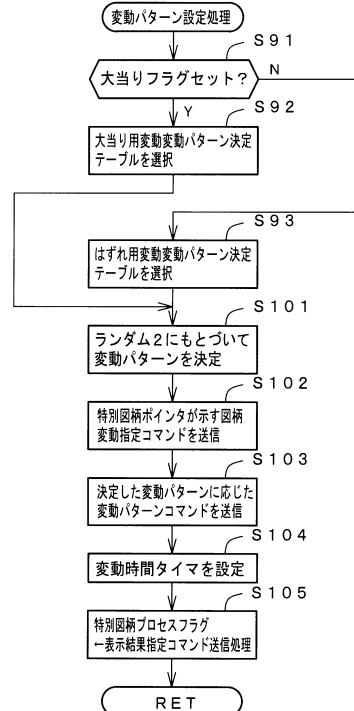 変動パターン設定処理
S91
大当りフラグセット？
N
Y
S92
大当り用変動変動パターン決定
テーブルを選択
S93
はずれ用変動変動パターン決定
テーブルを選択
S101
ランダム2にもとづいて
変動パターンを決定
S102
特別図柄ポインタが示す図柄
変動指定コマンドを送信
S103
決定した変動パターンに応じた
変動パターンコマンドを送信
S104
変動時間タイマを設定
S105
特別図柄プロセスフラグ
←表示結果指定コマンド送信処理
RET